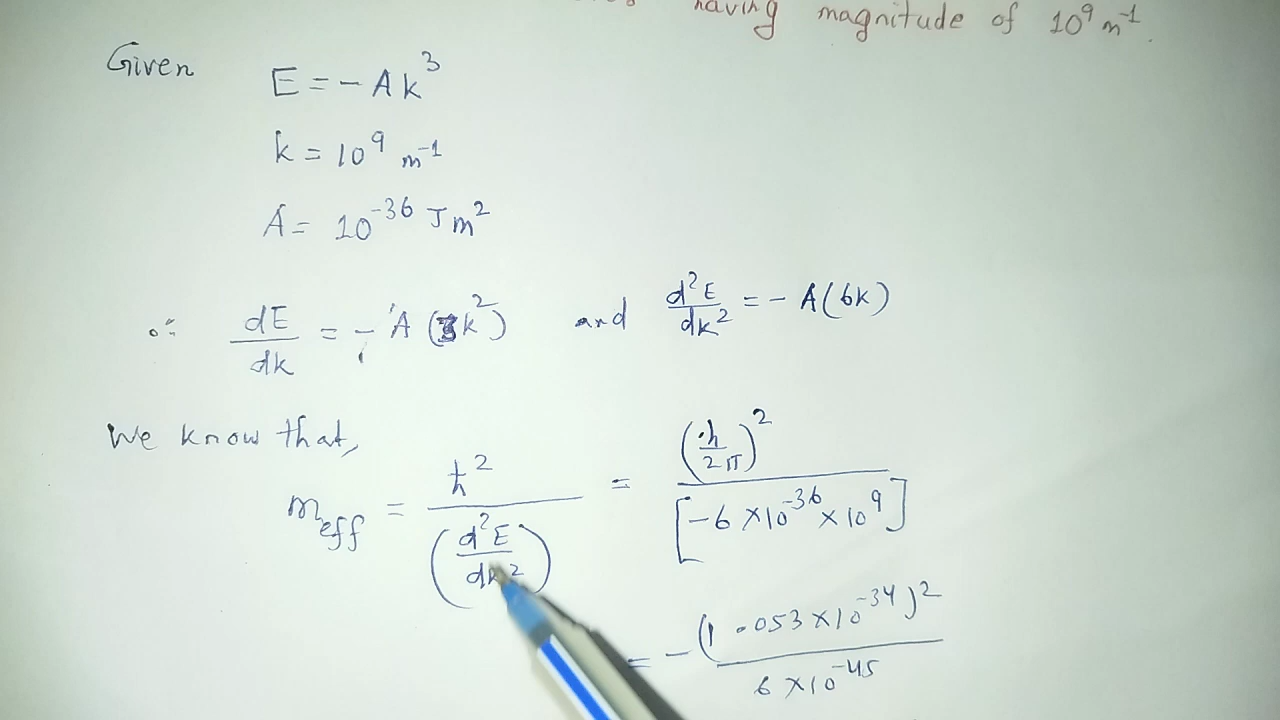 having magnitude of 10⁹ m⁻¹.
Given
E = - A k³
k = 10⁹ m⁻¹
A = 10⁻³⁶ J m²
∴ dE/dk = - A (3k²) and d²E/dk² = - A (6k)
We know that,
m_eff = ħ² / (d²E/dk²) = (h/2π)² / [-6 × 10⁻³⁶ × 10⁹]
= - (1.053 × 10⁻³⁴)² / 6 × 10⁻⁴⁵